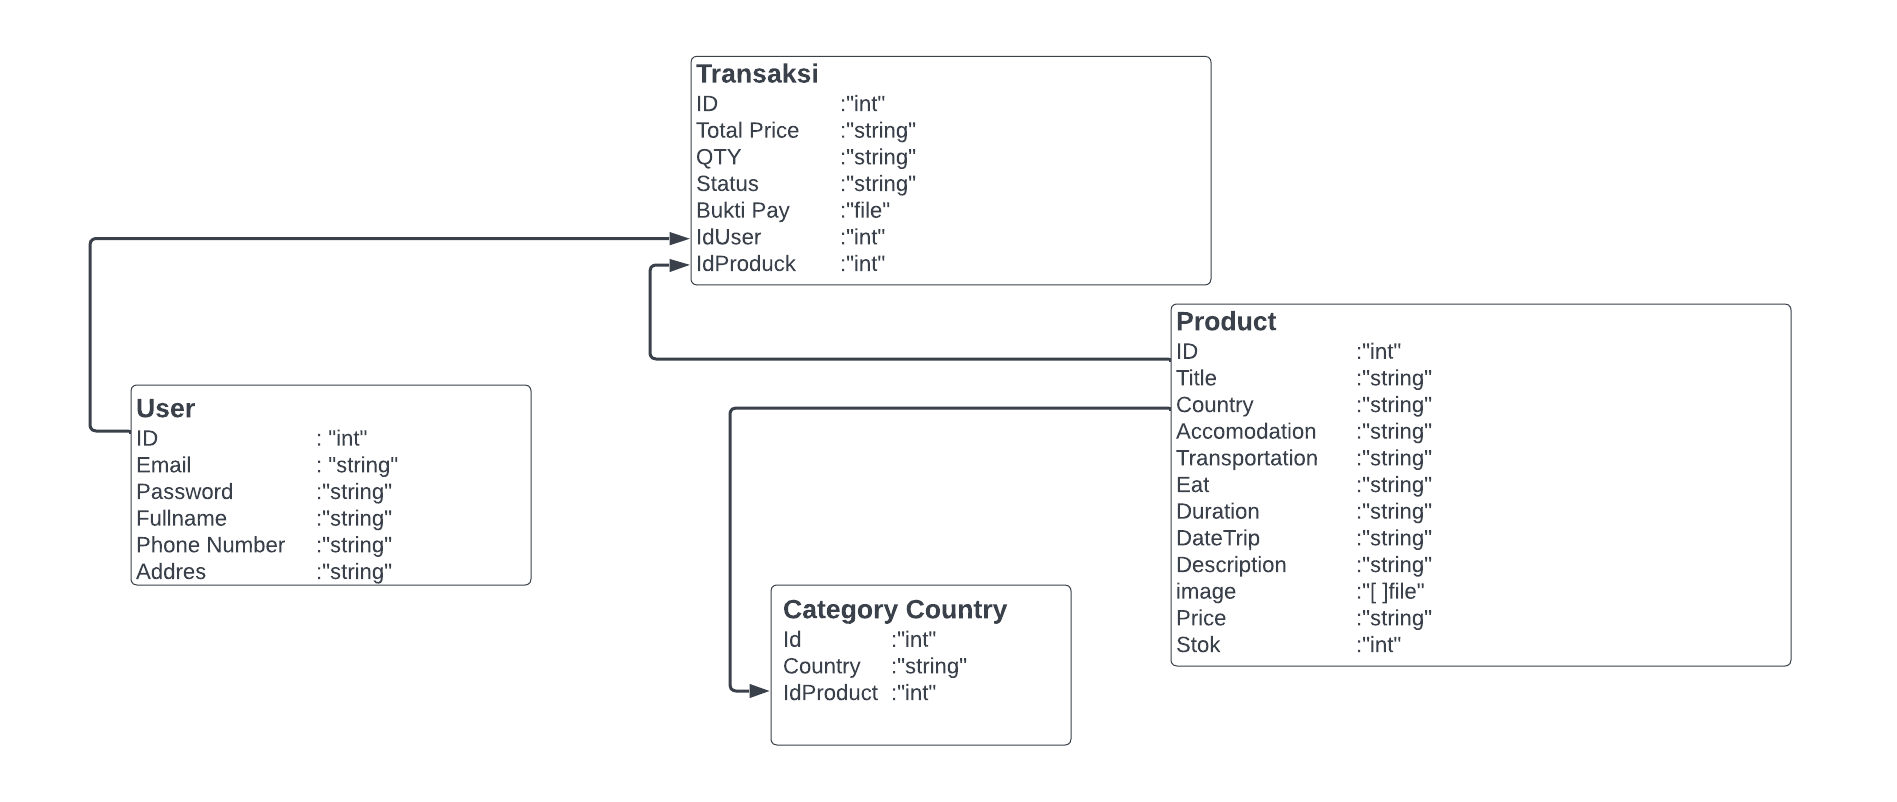 Transaksi
ID :"int"
Total Price :"string"
QTY :"string"
Status :"string"
Bukti Pay :"file"
IdUser :"int"
IdProduck :"int"
Product
ID :"int"
Title :"string"
Country :"string"
Accomodation :"string"
Transportation :"string"
Eat :"string"
Duration :"string"
DateTrip :"string"
Description :"string"
image :"[ ]file"
Price :"string"
Stok :"int"
User
ID : "int"
Email : "string"
Password :"string"
Fullname :"string"
Phone Number :"string"
Addres :"string"
Category Country
Id :"int"
Country :"string"
IdProduct :"int"